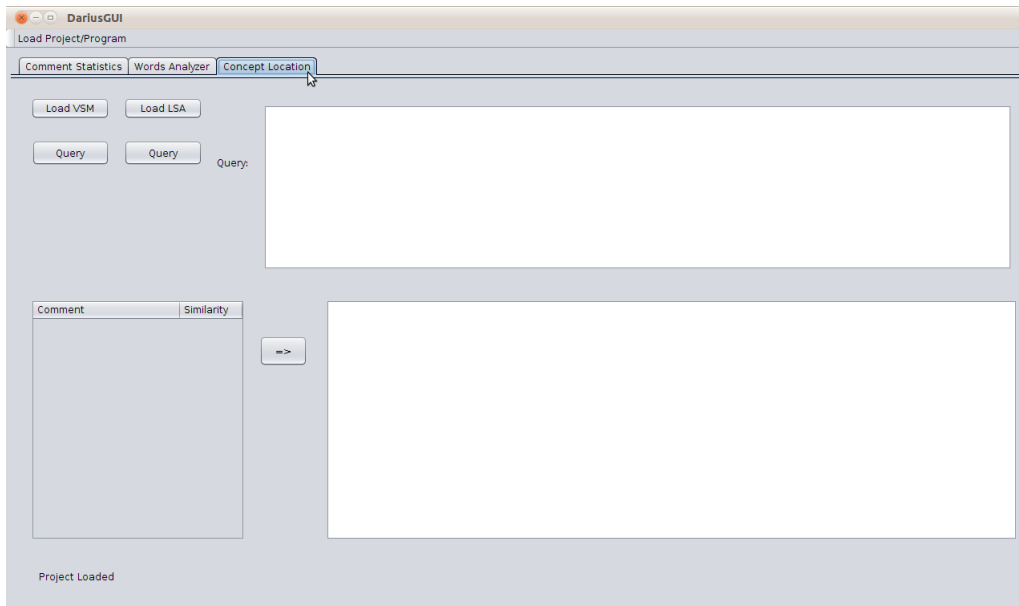 DariusGUI
Load Project/Program
Comment Statistics Words Analyzer Concept Location
Load VSM Load LSA
Query Query Query:
Comment Similarity
=>
Project Loaded